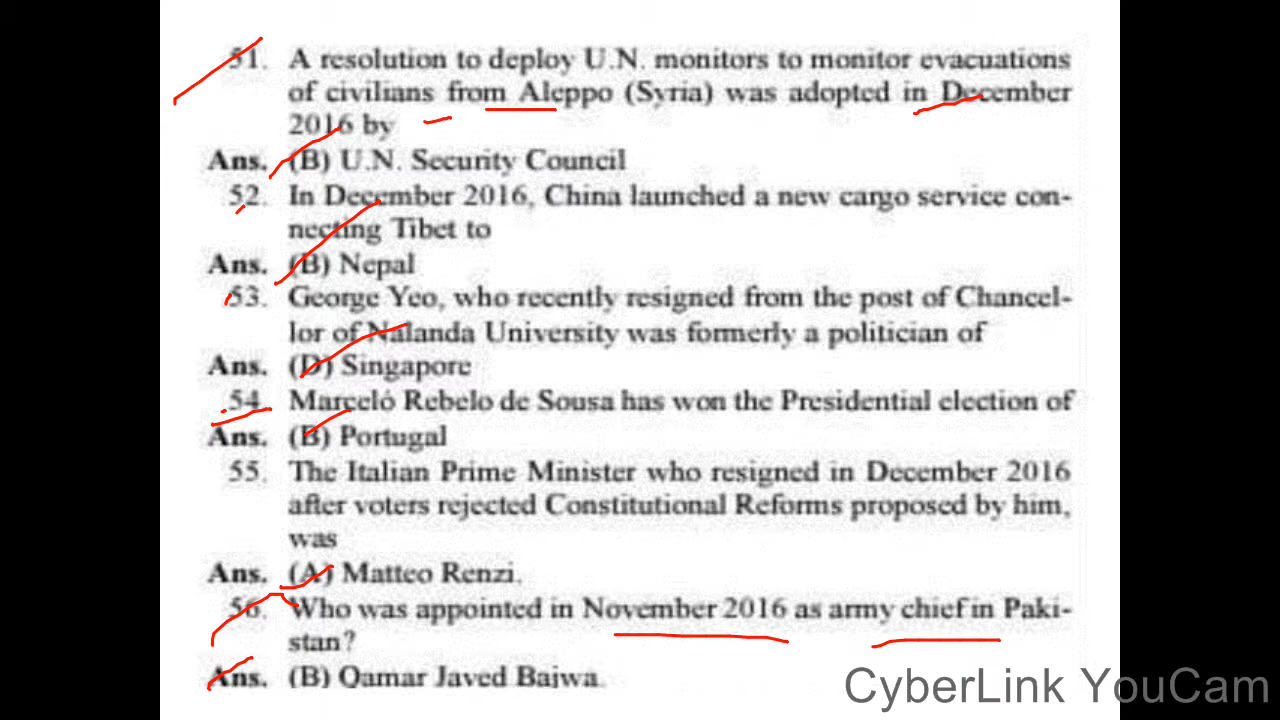 51. A resolution to deploy U.N. monitors to monitor evacuations
of civilians from Aleppo (Syria) was adopted in December
2016 by
Ans. (B) U.N. Security Council
52. In December 2016, China launched a new cargo service con-
necting Tibet to
Ans. (B) Nepal
53. George Yeo, who recently resigned from the post of Chancel-
lor of Nalanda University was formerly a politician of
Ans. (D) Singapore
54. Marceló Rebelo de Sousa has won the Presidential election of
Ans. (B) Portugal
55. The Italian Prime Minister who resigned in December 2016
after voters rejected Constitutional Reforms proposed by him,
was
Ans. (A) Matteo Renzi.
56. Who was appointed in November 2016 as army chief in Paki-
stan?
Ans. (B) Qamar Javed Bajwa.
CyberLink YouCam